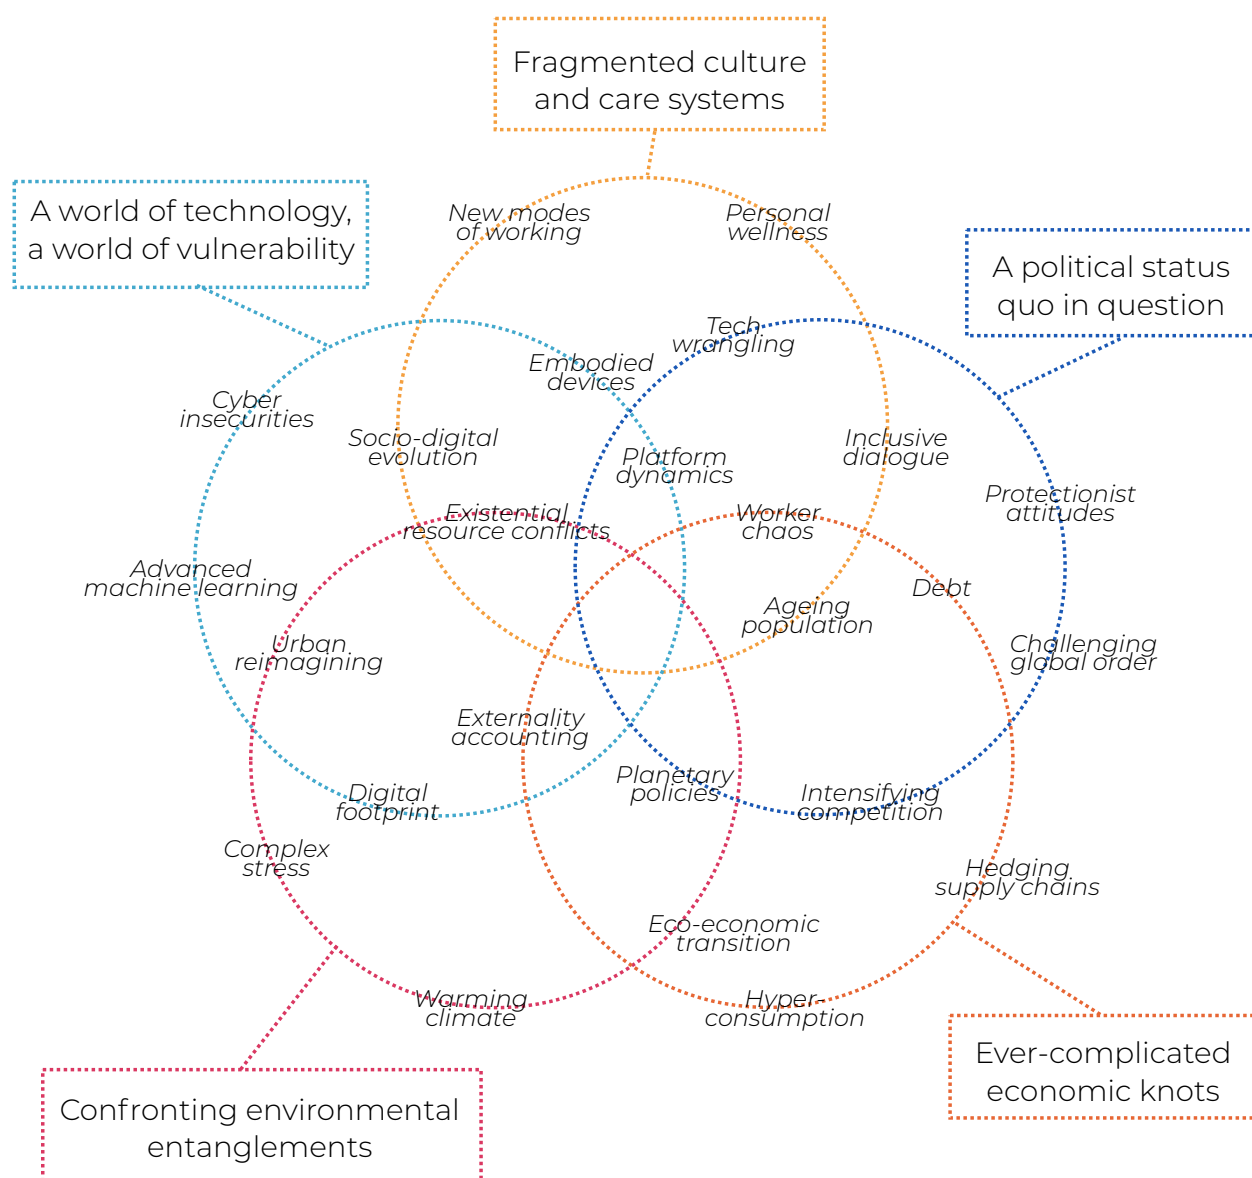 Fragmented culture
and care systems
A world of technology,
a world of vulnerability
New modes
of working
Personal
wellness
A political status
quo in question
Tech
wrangling
Embodied
devices
Cyber
insecurities
Socio-digital
evolution
Platform
dynamics
Inclusive
dialogue
Protectionist
attitudes
Existential
resource conflicts
Worker
chaos
Advanced
machine learning
Debt
Ageing
population
Urban
reimagining
Challenging
global order
Externality
accounting
Planetary
policies
Digital
footprint
Intensifying
competition
Complex
stress
Hedging
supply chains
Eco-economic
transition
Warming
climate
Hyper-
consumption
Ever-complicated
economic knots
Confronting environmental
entanglements